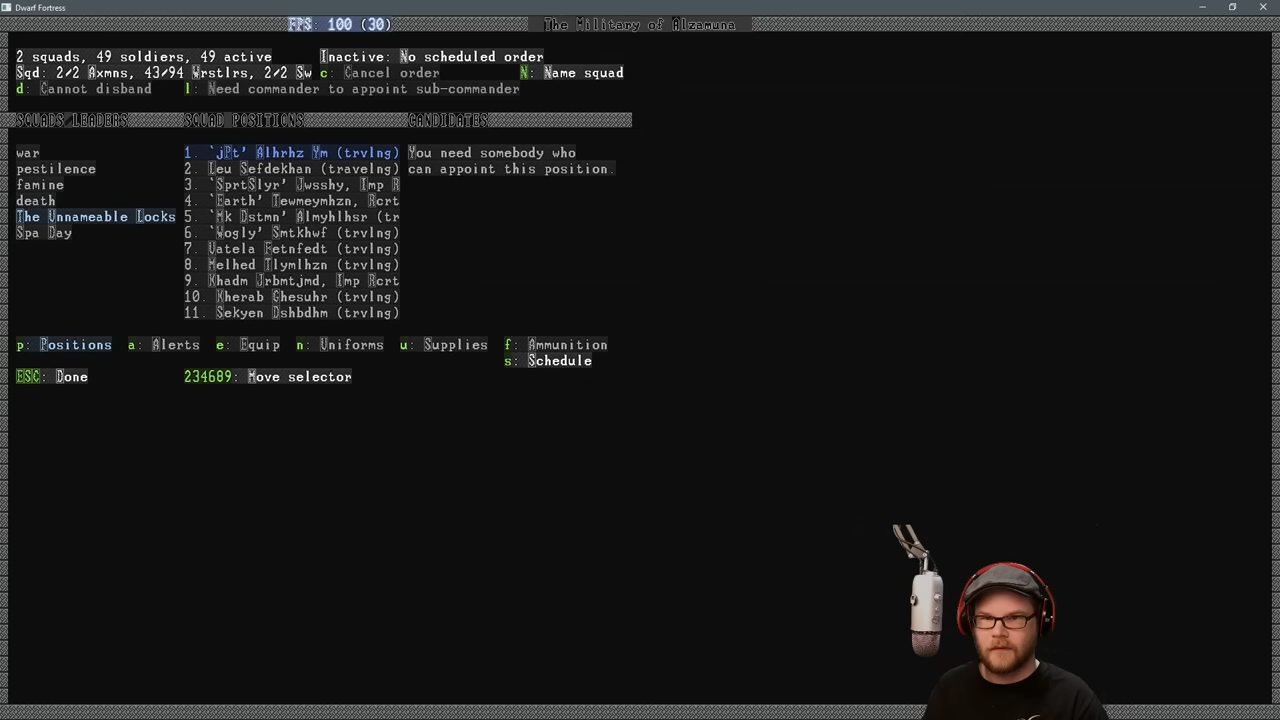 Dwarf Fortress
FPS: 100 (30)
The Military of Alzamuna
2 squads, 49 soldiers, 49 active
Inactive: No scheduled order
Sqd: 2/2 Axmns, 43/94 Wrstlrs, 2/2 Sw
c: Cancel order
N: Name squad
d: Cannot disband
l: Need commander to appoint sub-commander
SQUADS/LEADERS
SQUAD POSITIONS
CANDIDATES
war
1. `jPt' Alhrhz Ym (trvlng)
You need somebody who
pestilence
2. Leu Sefdekhan (travelng)
can appoint this position.
famine
3. `SprtSlyr' Jwsshy, Imp R
death
4. `Earth' Tewmeymhzn, Rcrt
The Unnameable Locks
5. `Mk Dstmn' Almyhlhsr (tr
Spa Day
6. `Wogly' Smtkhwf (trvlng)
7. Vatela Fetnfedt (trvlng)
8. Melhed Ilymlhzn (trvlng)
9. Khadm Jrbmtjmd, Imp Rcrt
10. Kherab Ghesuhr (trvlng)
11. Sekyen Dshbdhm (trvlng)
p: Positions
a: Alerts
e: Equip
n: Uniforms
u: Supplies
f: Ammunition
s: Schedule
ESC: Done
234689: Move selector